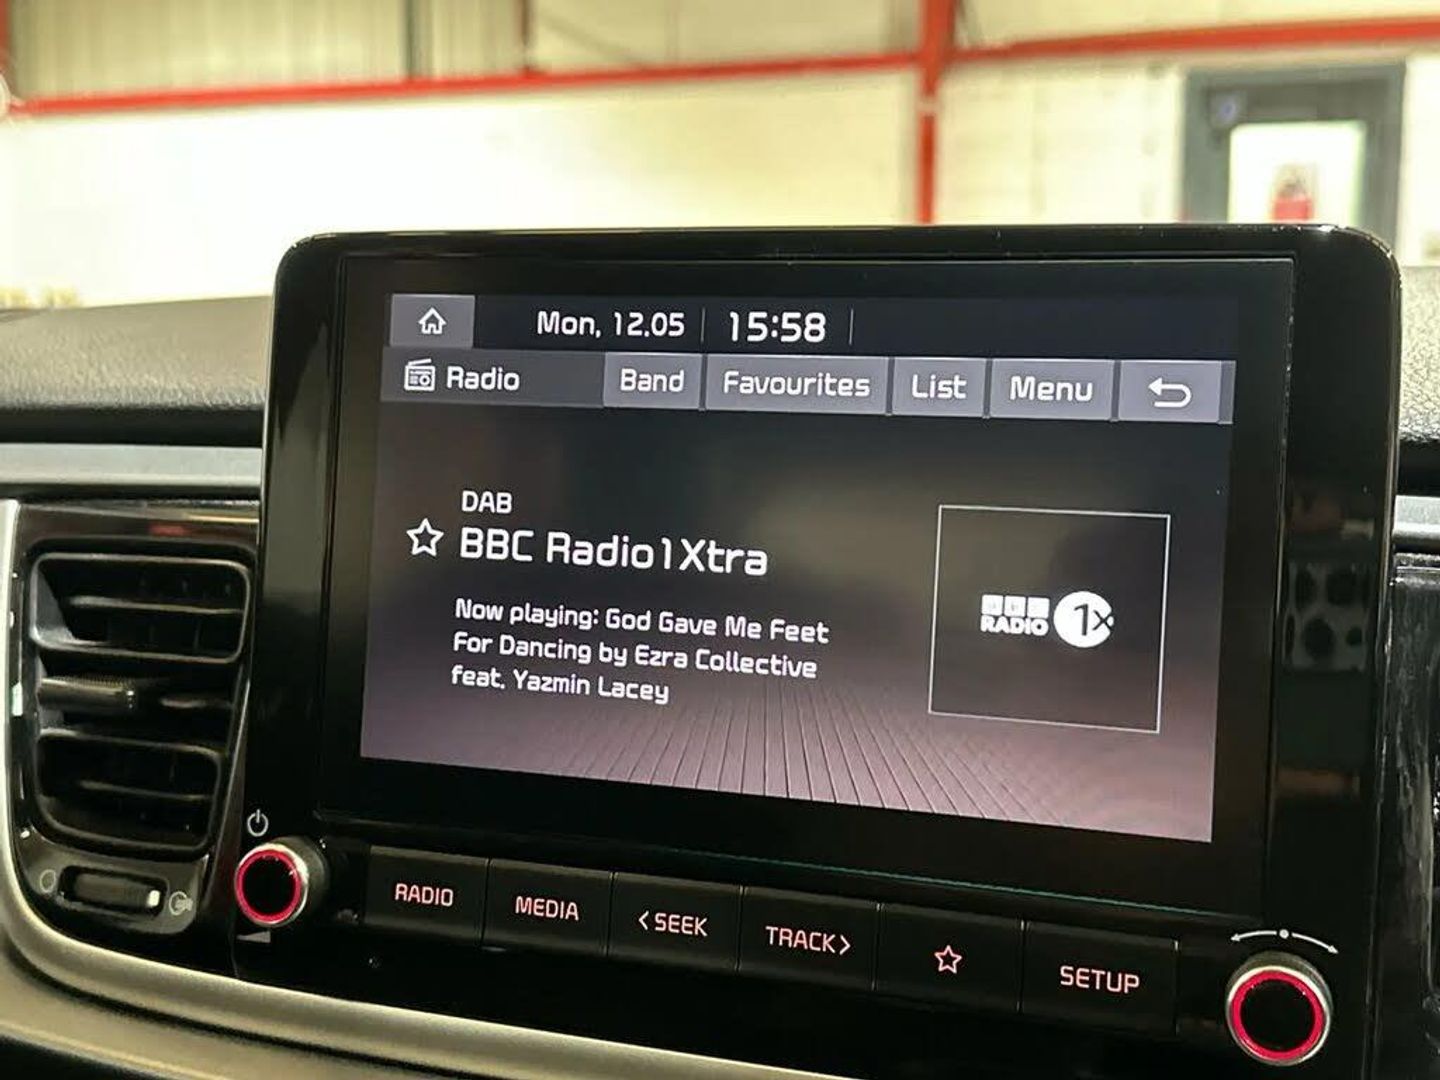 Mon, 12.05 15:58
Radio Band Favourites List Menu
DAB
BBC Radio1Xtra
Now playing: God Gave Me Feet
For Dancing by Ezra Collective
feat. Yazmin Lacey
BBC
RADIO 1x
RADIO MEDIA <SEEK TRACK> SETUP